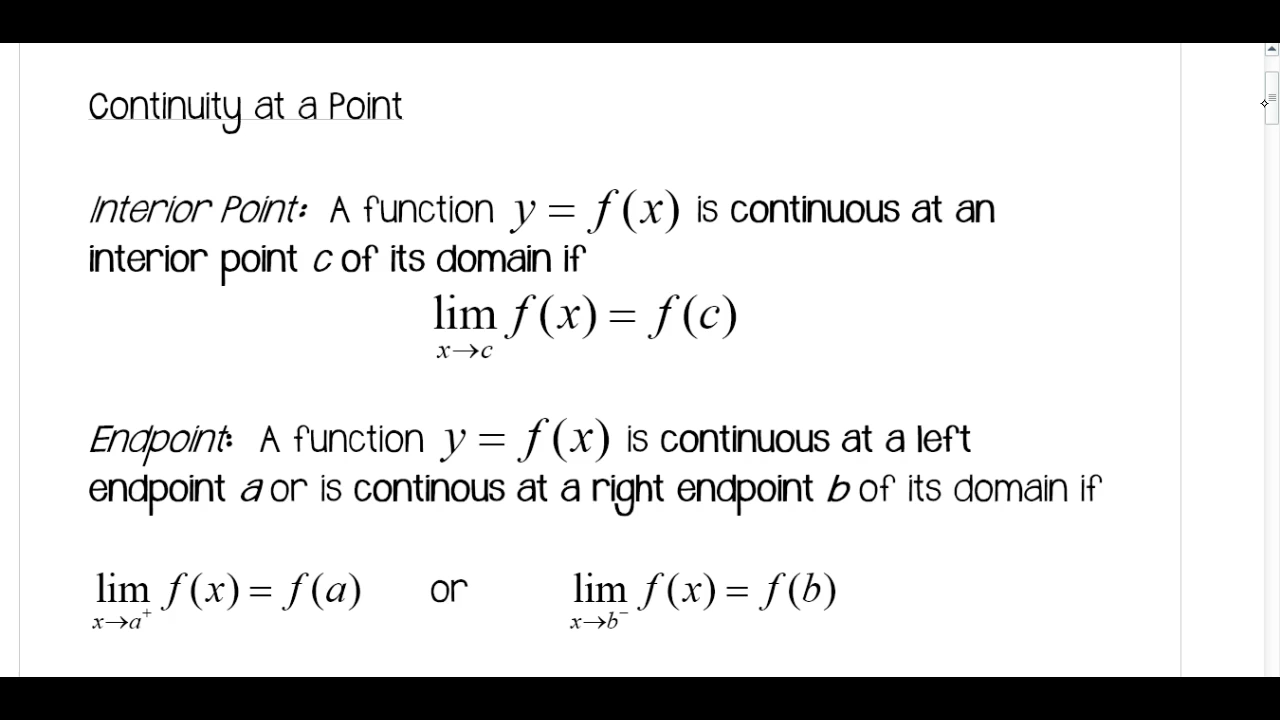 Continuity at a Point
Interior Point: A function y = f(x) is continuous at an
interior point c of its domain if
lim f(x) = f(c)
x→c
Endpoint: A function y = f(x) is continuous at a left
endpoint a or is continous at a right endpoint b of its domain if
lim f(x) = f(a) or lim f(x) = f(b)
x→a⁺ x→b⁻